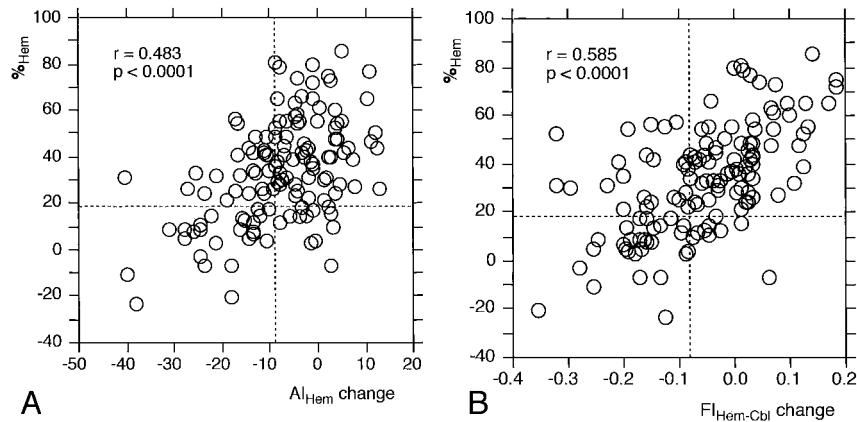 100
80
60
40
20
0
-20
-40
%Hem
r = 0.483
p < 0.0001
-50 -40 -30 -20 -10 0 10 20
AIHem change
A
100
80
60
40
20
0
-20
-40
%Hem
r = 0.585
p < 0.0001
-0.4 -0.3 -0.2 -0.1 0.0 0.1 0.2
FIHem-Cbl change
B